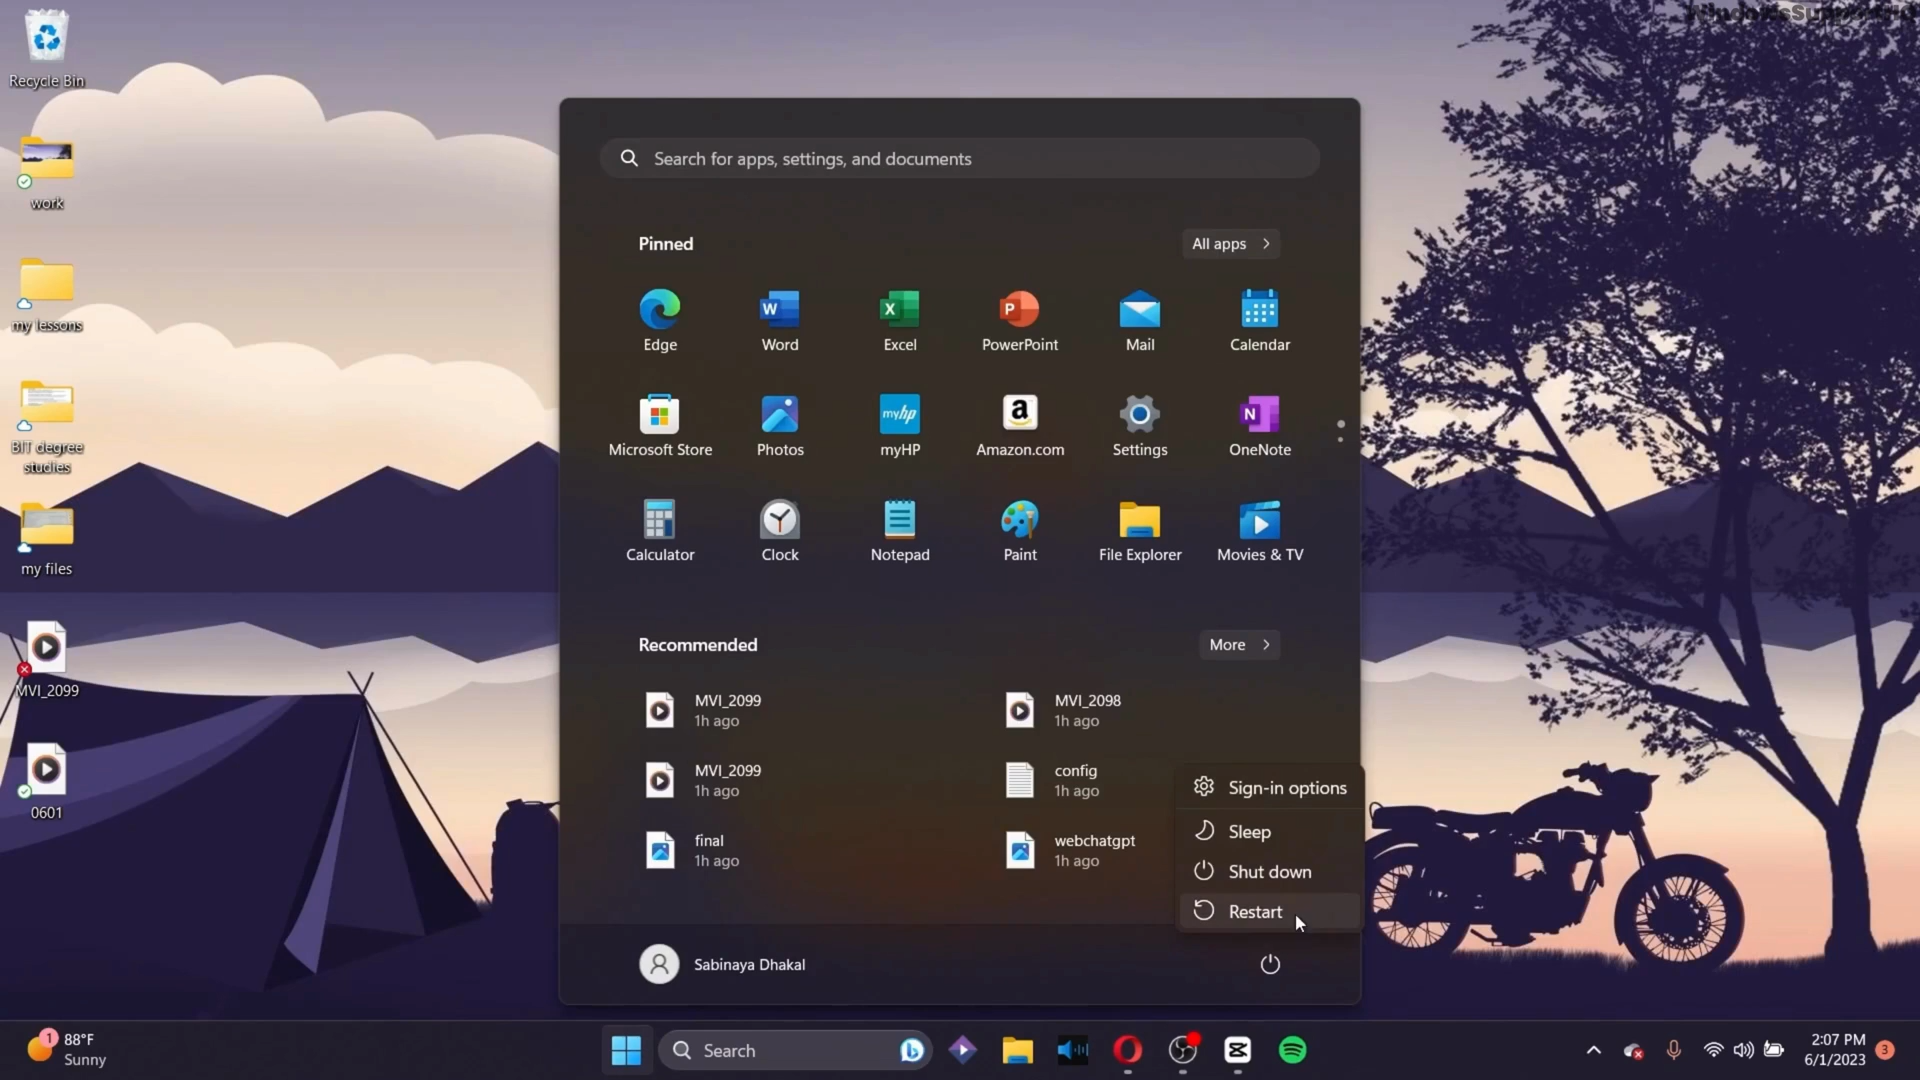 Recycle Bin
work
my lessons
BIT degree
studies
my files
MVI_2099
0601
Search for apps, settings, and documents
Pinned
All apps
Edge
Word
Excel
PowerPoint
Mail
Calendar
Microsoft Store
Photos
myHP
Amazon.com
Settings
OneNote
Calculator
Clock
Notepad
Paint
File Explorer
Movies & TV
Recommended
More
MVI_2099
1h ago
MVI_2098
1h ago
MVI_2099
1h ago
config
1h ago
final
1h ago
webchatgpt
1h ago
Sign-in options
Sleep
Shut down
Restart
Sabinaya Dhakal
1
88°F
Sunny
Search
2:07 PM
6/1/2023
3